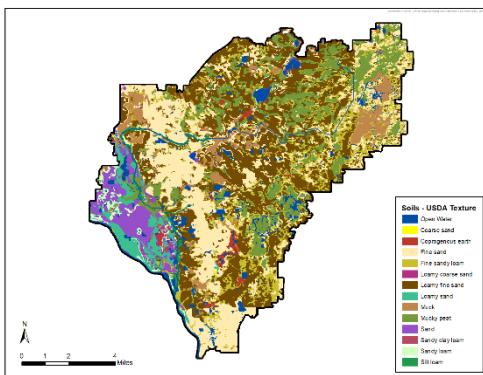 Soils - USDA Texture
Open Water
Coarse sand
Coprogenous earth
Fine sand
Fine sandy loam
Loamy coarse sand
Loamy fine sand
Loamy sand
Muck
Mucky peat
Sand
Sandy clay loam
Sandy loam
Silt loam
N
0 1 2 4
Miles